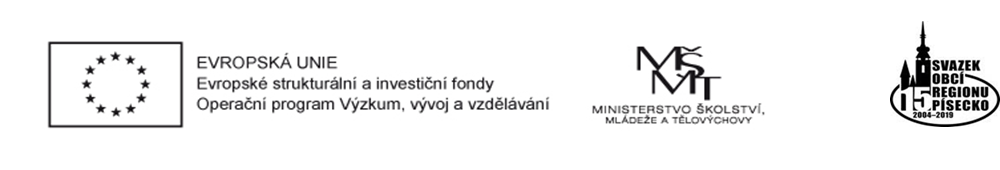 EVROPSKÁ UNIE
Evropské strukturální a investiční fondy
Operační program Výzkum, vývoj a vzdělávání
MŠMT
MINISTERSTVO ŠKOLSTVÍ,
MLÁDEŽE A TĚLOVÝCHOVY
SVAZEK
OBCÍ
REGIONU
PÍSECKO
15
2004–2019